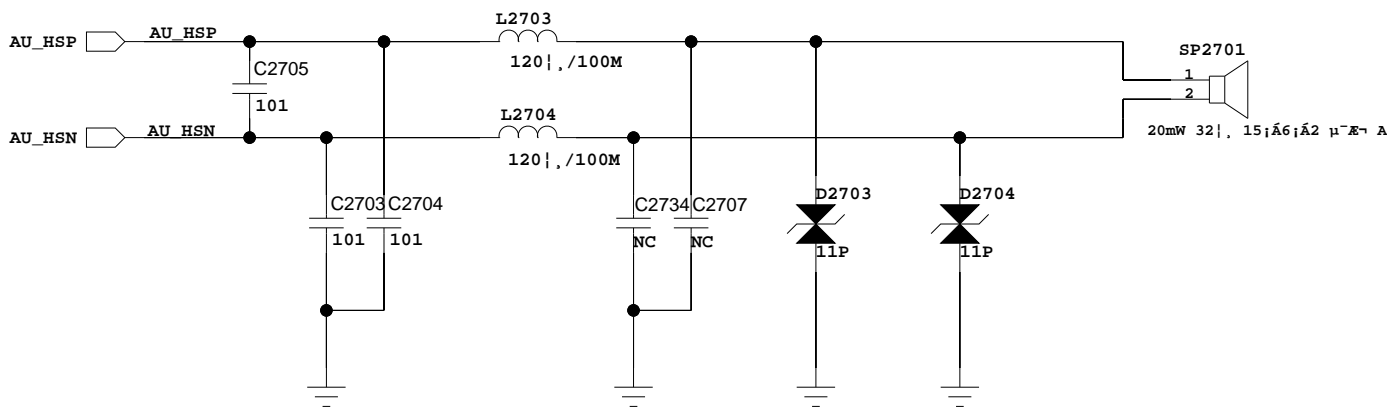 L2703
AU_HSP AU_HSP
SP2701
120¦¸/100M
C2705
1
2
101
L2704
AU_HSN AU_HSN
20mW 32¦¸ 15¡Á6¡Á2 µ¯Æ¬ A
120¦¸/100M
C2703 C2704
C2734 C2707
D2703
D2704
101
101
NC
NC
11P
11P